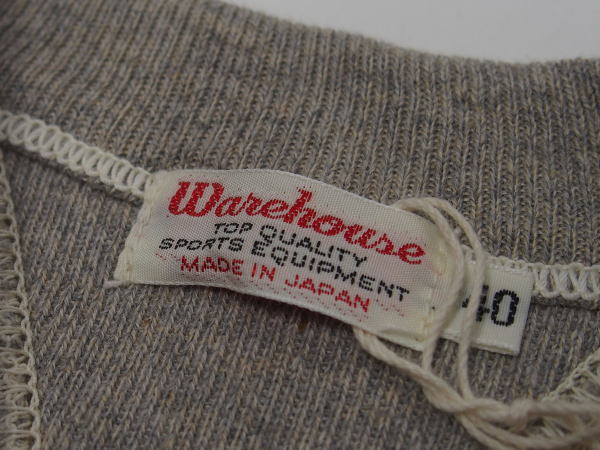 Warehouse
TOP QUALITY
SPORTS EQUIPMENT
MADE IN JAPAN
40